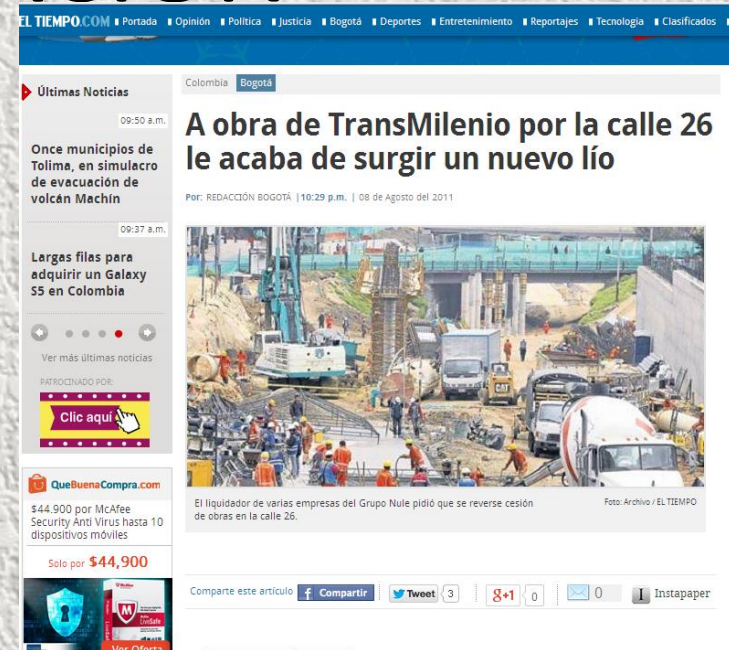 EL TIEMPO.COM Portada Opinión Política Justicia Bogotá Deportes Entretenimiento Reportajes Tecnología Clasificados
Últimas Noticias
09:50 a.m.
Once municipios de
Tolima, en simulacro
de evacuación de
volcán Machín
09:37 a.m.
Largas filas para
adquirir un Galaxy
S5 en Colombia
Ver más últimas noticias
PATROCINADO POR:
Clic aquí
QueBuenaCompra.com
$44.900 por McAfee
Security Anti Virus hasta 10
dispositivos móviles
Solo por $44,900
McAfee
LiveSafe
Ver Oferta
Colombia Bogotá
A obra de TransMilenio por la calle 26
le acaba de surgir un nuevo lío
Por: REDACCIÓN BOGOTÁ | 10:29 p.m. | 08 de Agosto del 2011
CAT
El liquidador de varias empresas del Grupo Nule pidió que se reverse cesión
de obras en la calle 26.
Foto: Archivo / EL TIEMPO
Comparte este artículo f Compartir Tweet 3 g+1 0 0 I Instapaper